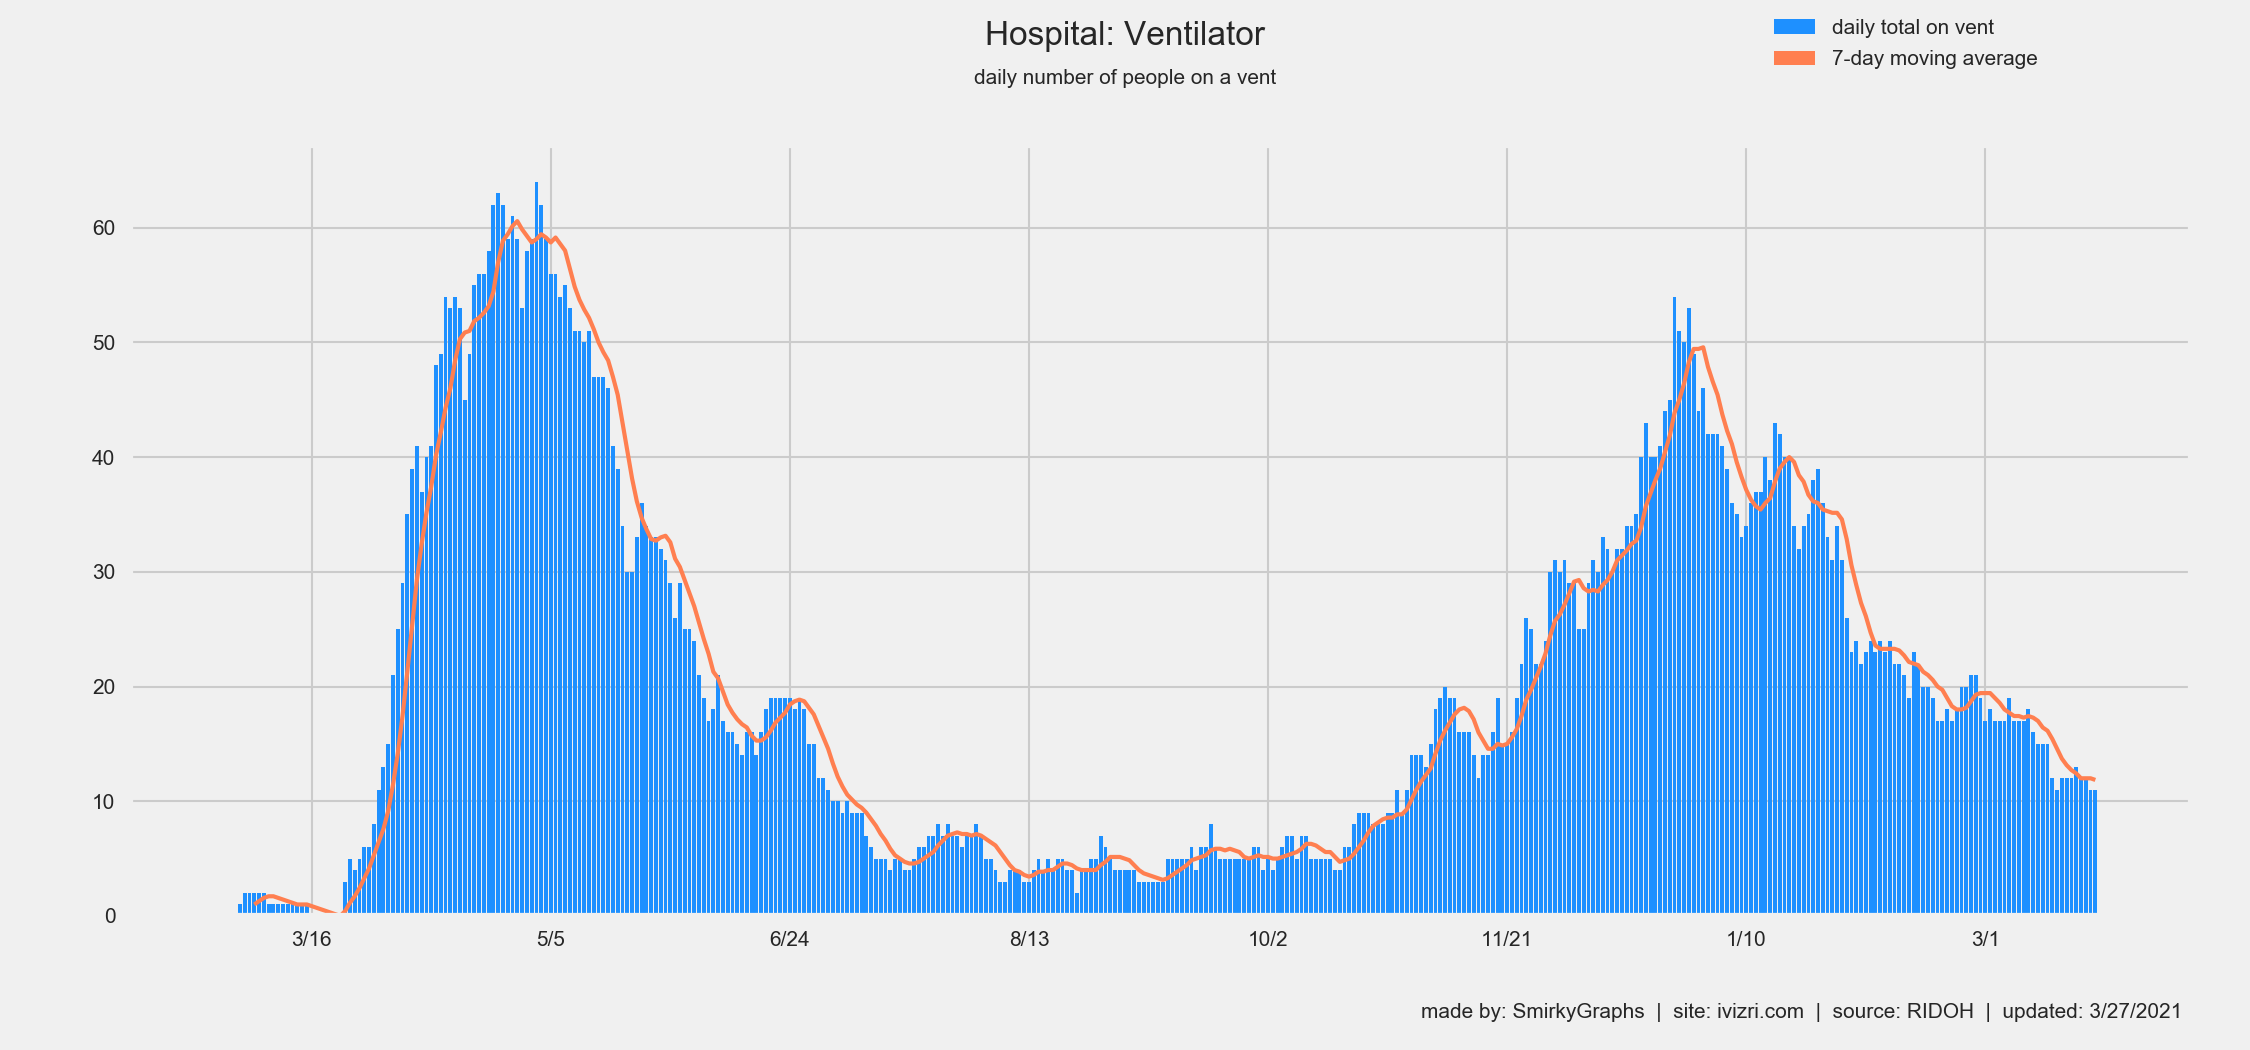 Hospital: Ventilator
daily number of people on a vent
daily total on vent
7-day moving average
60
50
40
30
20
10
0
3/16 5/5 6/24 8/13 10/2 11/21 1/10 3/1
made by: SmirkyGraphs | site: ivizri.com | source: RIDOH | updated: 3/27/2021